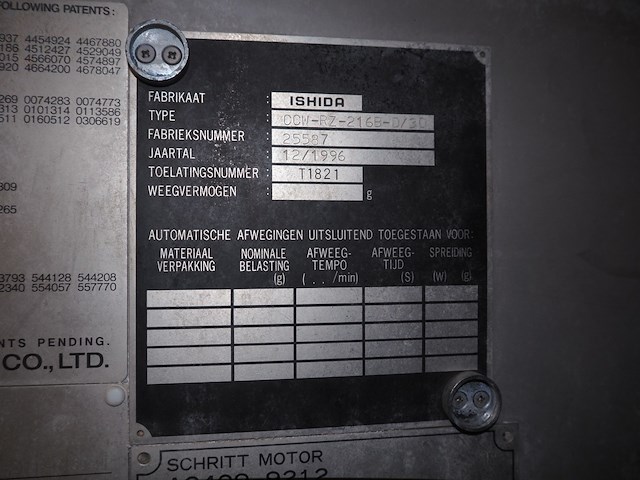 FOLLOWING PATENTS:
937 4454924 4467880
186 4512427 4529049
015 4566070 4574897
920 4664200 4678047
269 0074283 0074773
613 0101314 0113586
511 0160512 0306619
809
265
3793 544128 544208
2340 554057 557770
NTS PENDING.
CO., LTD.
FABRIKAAT : ISHIDA
TYPE : CCW-RZ-216B-D/30
FABRIEKSNUMMER : 25587
JAARTAL : 12/1996
TOELATINGSNUMMER : T1821
WEEGVERMOGEN : g
AUTOMATISCHE AFWEGINGEN UITSLUITEND TOEGESTAAN VOOR:
MATERIAAL NOMINALE AFWEEG- AFWEEG- SPREIDING
VERPAKKING BELASTING TEMPO TIJD
(g) ( . . /min) (S) (W) (g)
SCHRITT MOTOR